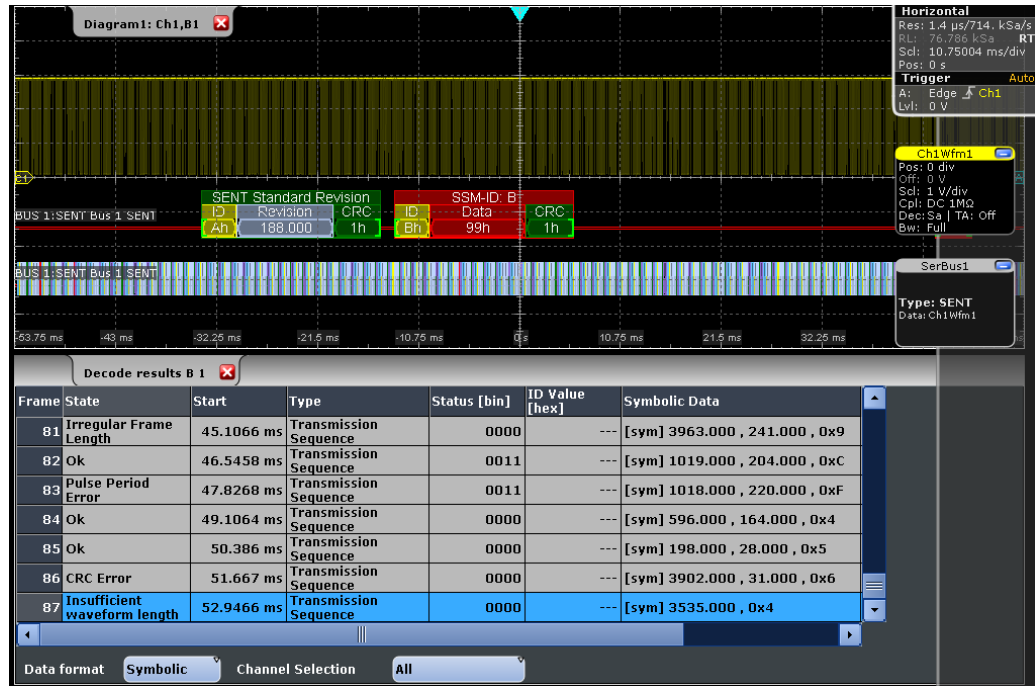 Diagram1: Ch1,B1
Horizontal
Res: 1.4 µs/714. kSa/s
RL: 76.786 kSa RT
Scl: 10.75004 ms/div
Pos: 0 s
Trigger Auto
A: Edge Ch1
Lvl: 0 V
C1
Ch1Wfm1
Pos: 0 div
Off: 0 V
Scl: 1 V/div
Cpl: DC 1MΩ
Dec: Sa | TA: Off
Bw: Full
SENT Standard Revision
SSM-ID: B
ID Revision CRC
ID Data CRC
BUS 1:SENT Bus 1 SENT
Ah 188.000 1h
Bh 99h 1h
BUS 1:SENT Bus 1 SENT
SerBus1
Type: SENT
Data: Ch1Wfm1
-53.75 ms -43 ms -32.25 ms -21.5 ms -10.75 ms 0 s 10.75 ms 21.5 ms 32.25 ms
Decode results B 1
Frame State Start Type Status [bin] ID Value [hex] Symbolic Data
81 Irregular Frame Length 45.1066 ms Transmission Sequence 0000 --- [sym] 3963.000 , 241.000 , 0x9
82 Ok 46.5458 ms Transmission Sequence 0011 --- [sym] 1019.000 , 204.000 , 0xC
83 Pulse Period Error 47.8268 ms Transmission Sequence 0011 --- [sym] 1018.000 , 220.000 , 0xF
84 Ok 49.1064 ms Transmission Sequence 0000 --- [sym] 596.000 , 164.000 , 0x4
85 Ok 50.386 ms Transmission Sequence 0000 --- [sym] 198.000 , 28.000 , 0x5
86 CRC Error 51.667 ms Transmission Sequence 0000 --- [sym] 3902.000 , 31.000 , 0x6
87 Insufficient waveform length 52.9466 ms Transmission Sequence 0000 --- [sym] 3535.000 , 0x4
Data format Symbolic Channel Selection All